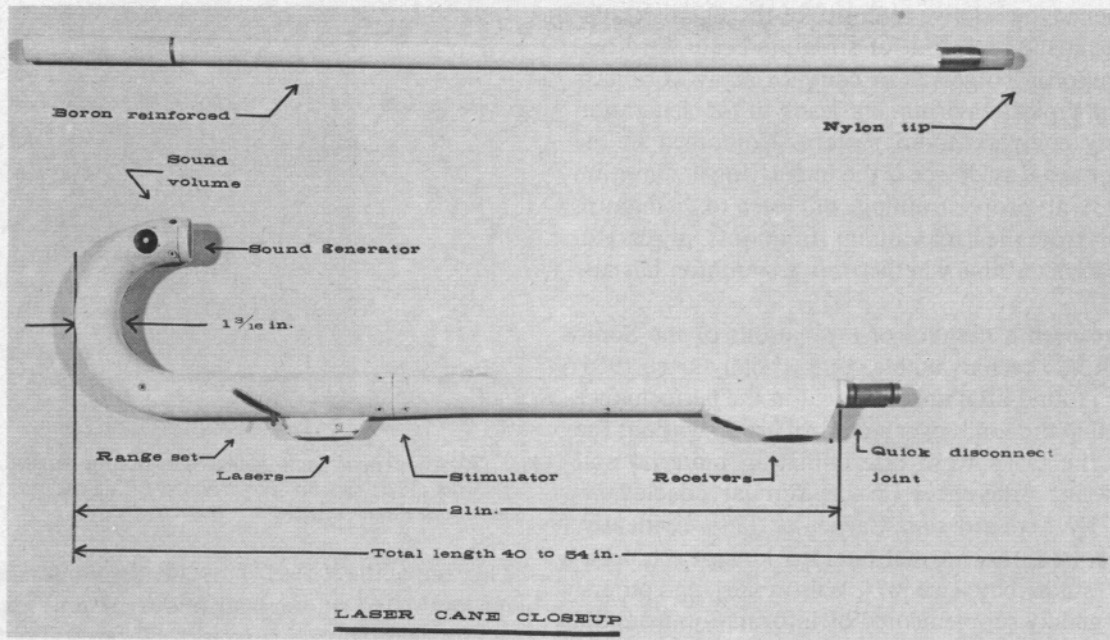 Boron reinforced
Nylon tip
Sound
volume
Sound generator
1 3/16 in.
Range set
Lasers
Stimulator
Receivers
Quick disconnect
joint
21in.
Total length 40 to 54 in.
LASER CANE CLOSEUP